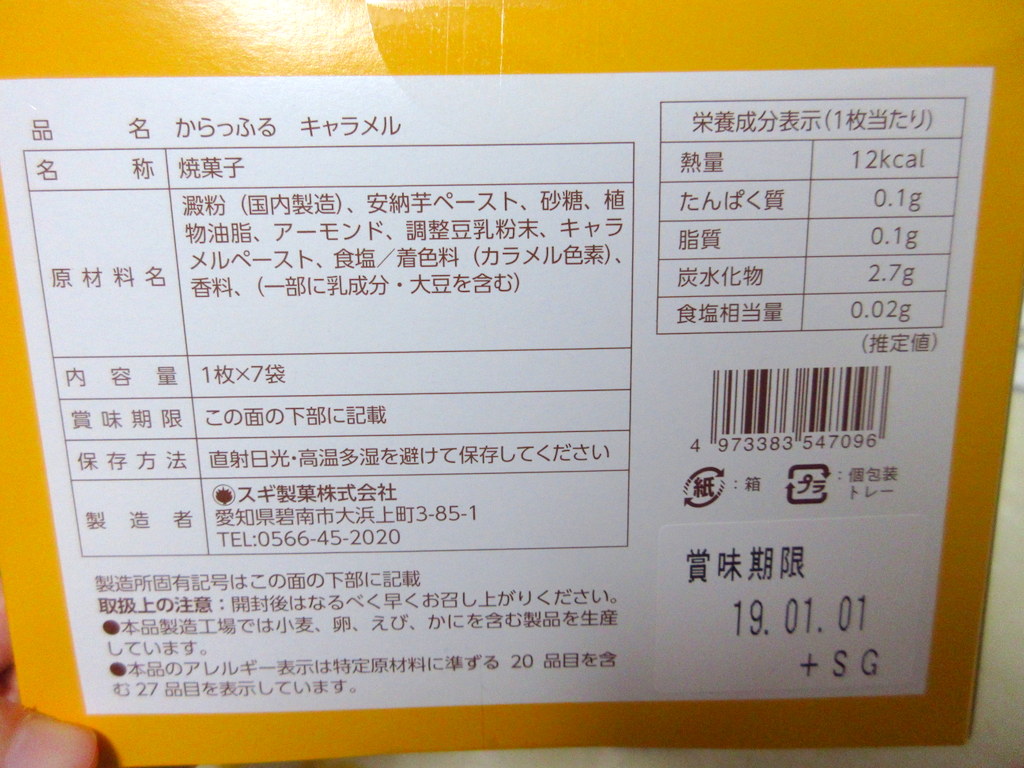 品名 からっふる キャラメル
名称 焼菓子
原材料名 澱粉（国内製造）、安納芋ペースト、砂糖、植
物油脂、アーモンド、調整豆乳粉末、キャラ
メルペースト、食塩／着色料（カラメル色素）、
香料、（一部に乳成分・大豆を含む）
内容量 1枚×7袋
賞味期限 この面の下部に記載
保存方法 直射日光・高温多湿を避けて保存してください
製造者 スギ製菓株式会社
愛知県碧南市大浜上町3-85-1
TEL:0566-45-2020
製造所固有記号はこの面の下部に記載
取扱上の注意：開封後はなるべく早くお召し上がりください。
●本品製造工場では小麦、卵、えび、かにを含む製品を生産
しています。
●本品のアレルギー表示は特定原材料に準ずる 20 品目を含
む 27 品目を表示しています。
栄養成分表示（1枚当たり）
熱量 12kcal
たんぱく質 0.1g
脂質 0.1g
炭水化物 2.7g
食塩相当量 0.02g
（推定値）
4 973383 547096
紙：箱 プラ：個包装
トレー
賞味期限
19.01.01
+SG